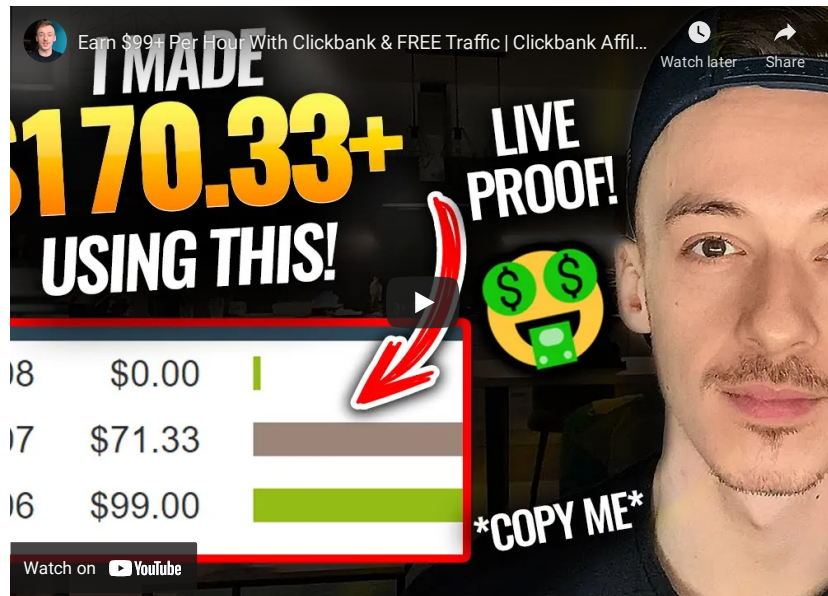 Earn $99+ Per Hour With Clickbank & FREE Traffic | Clickbank Affil...
Watch later
Share
I MADE
$170.33+
USING THIS!
LIVE
PROOF!
08 $0.00
07 $71.33
06 $99.00
*COPY ME*
Watch on YouTube